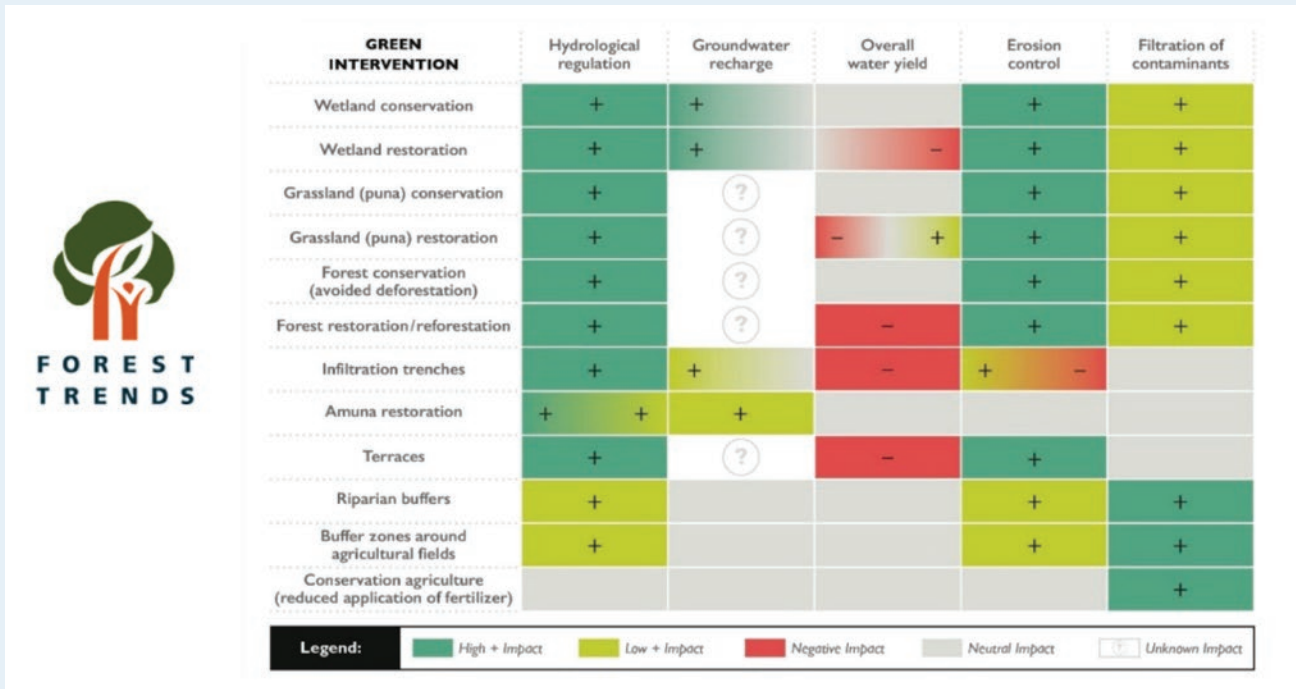 FOREST
TRENDS
GREEN
INTERVENTION
Hydrological
regulation
Groundwater
recharge
Overall
water yield
Erosion
control
Filtration of
contaminants
Wetland conservation
+ + + +
Wetland restoration
+ + – + +
Grassland (puna) conservation
+ ? + +
Grassland (puna) restoration
+ ? – + + +
Forest conservation
(avoided deforestation)
+ ? + +
Forest restoration/reforestation
+ ? – + +
Infiltration trenches
+ + – + –
Amuna restoration
+ + +
Terraces
+ ? – +
Riparian buffers
+ + +
Buffer zones around
agricultural fields
+ + +
Conservation agriculture
(reduced application of fertilizer)
+
Legend: High + Impact Low + Impact Negative Impact Neutral Impact ? Unknown Impact